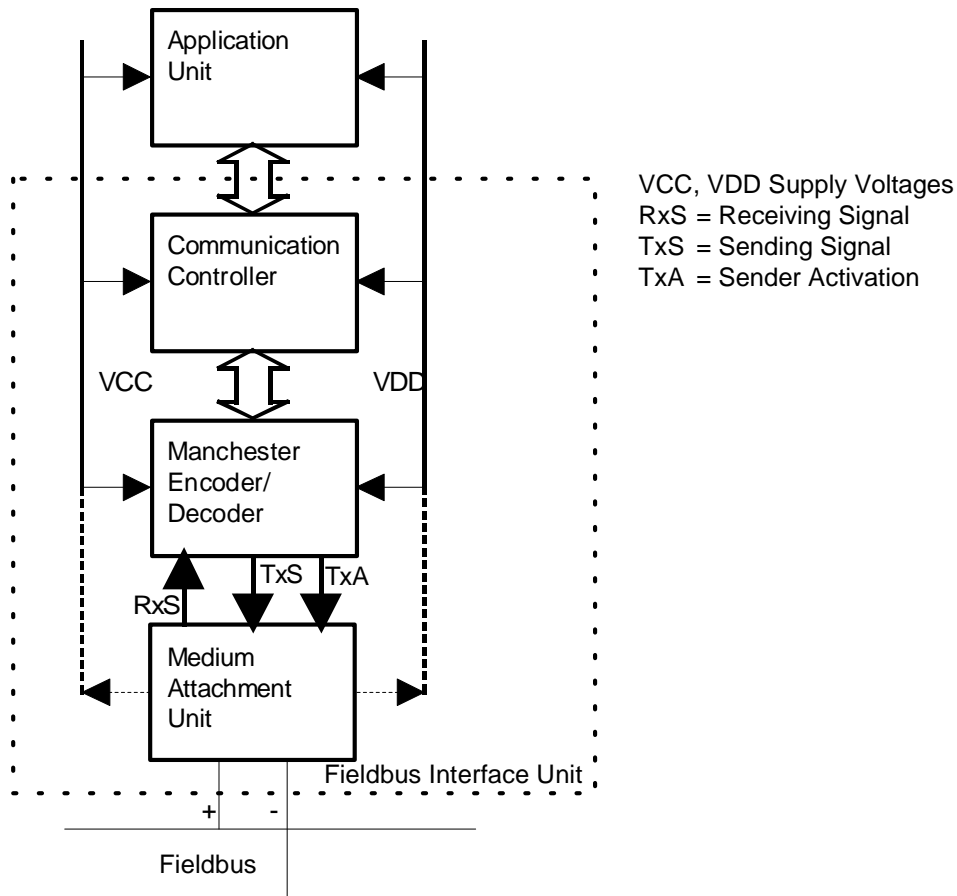 Application
Unit
VCC, VDD Supply Voltages
RxS = Receiving Signal
TxS = Sending Signal
TxA = Sender Activation
Communication
Controller
VCC
VDD
Manchester
Encoder/
Decoder
TxS
TxA
RxS
Medium
Attachment
Unit
Fieldbus Interface Unit
+
-
Fieldbus